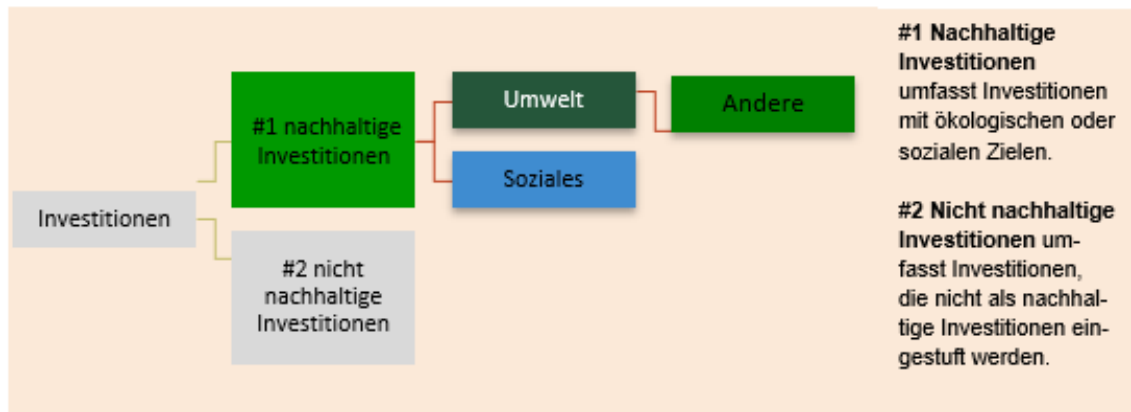 Investitionen
#1 nachhaltige
Investitionen
#2 nicht
nachhaltige
Investitionen
Umwelt
Soziales
Andere
#1 Nachhaltige
Investitionen
umfasst Investitionen
mit ökologischen oder
sozialen Zielen.
#2 Nicht nachhaltige
Investitionen um-
fasst Investitionen,
die nicht als nachhal-
tige Investitionen ein-
gestuft werden.